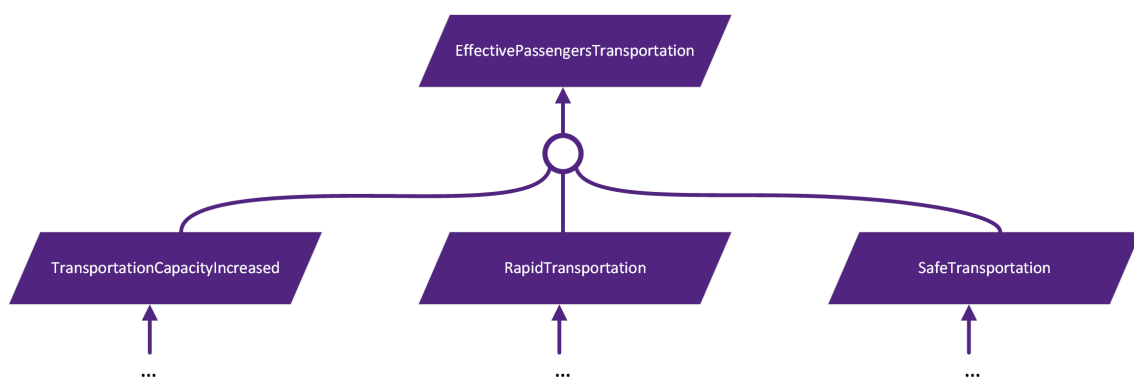 EffectivePassengersTransportation
TransportationCapacityIncreased
RapidTransportation
SafeTransportation
...
...
...